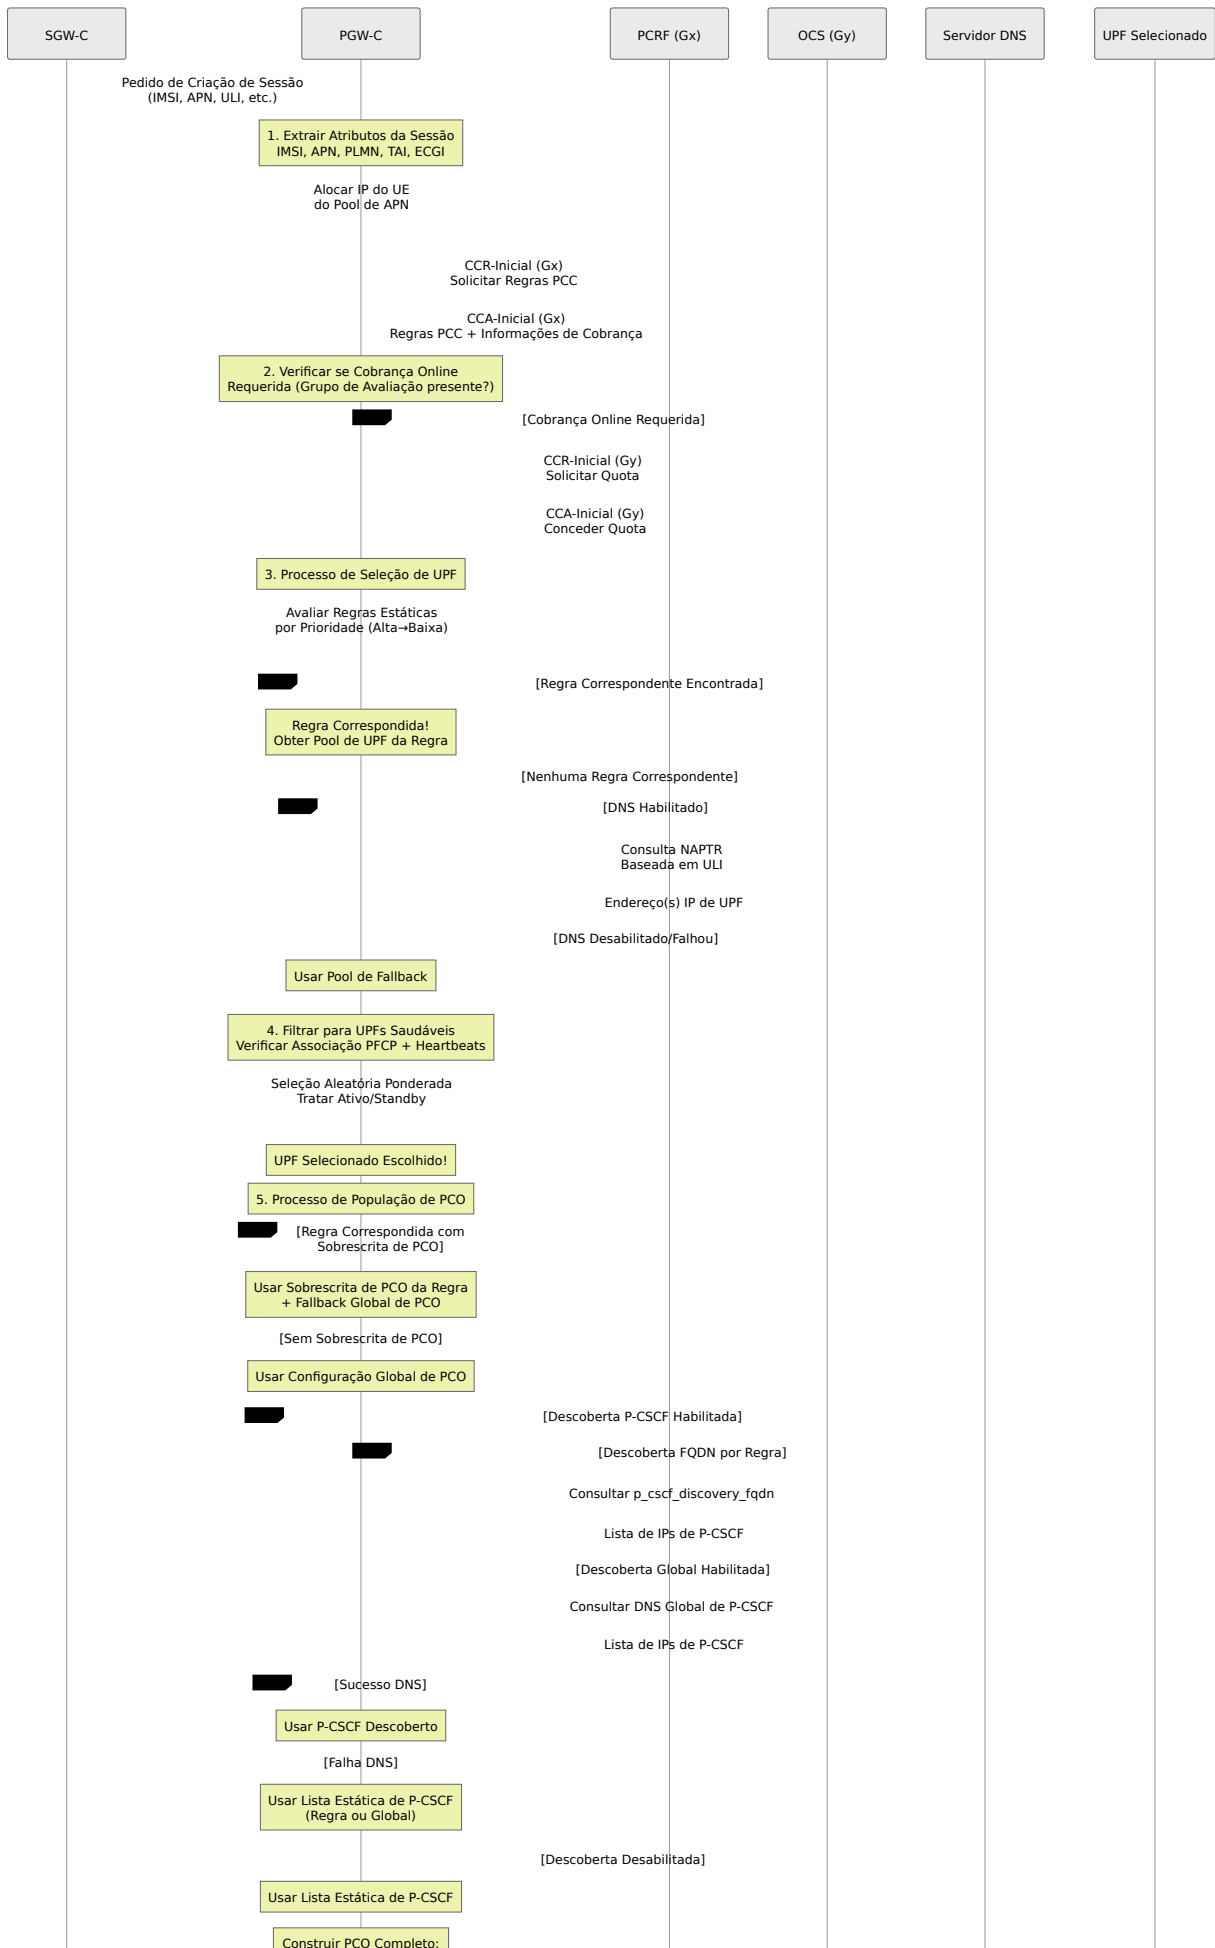 SGW-C
PGW-C
PCRF (Gx)
OCS (Gy)
Servidor DNS
UPF Selecionado
Pedido de Criação de Sessão
(IMSI, APN, ULI, etc.)
1. Extrair Atributos da Sessão
IMSI, APN, PLMN, TAI, ECGI
Alocar IP do UE
do Pool de APN
CCR-Inicial (Gx)
Solicitar Regras PCC
CCA-Inicial (Gx)
Regras PCC + Informações de Cobrança
2. Verificar se Cobrança Online
Requerida (Grupo de Avaliação presente?)
[Cobrança Online Requerida]
CCR-Inicial (Gy)
Solicitar Quota
CCA-Inicial (Gy)
Conceder Quota
3. Processo de Seleção de UPF
Avaliar Regras Estáticas
por Prioridade (Alta→Baixa)
[Regra Correspondente Encontrada]
Regra Correspondida!
Obter Pool de UPF da Regra
[Nenhuma Regra Correspondente]
[DNS Habilitado]
Consulta NAPTR
Baseada em ULI
Endereço(s) IP de UPF
[DNS Desabilitado/Falhou]
Usar Pool de Fallback
4. Filtrar para UPFs Saudáveis
Verificar Associação PFCP + Heartbeats
Seleção Aleatória Ponderada
Tratar Ativo/Standby
UPF Selecionado Escolhido!
5. Processo de População de PCO
[Regra Correspondida com
Sobrescrita de PCO]
Usar Sobrescrita de PCO da Regra
+ Fallback Global de PCO
[Sem Sobrescrita de PCO]
Usar Configuração Global de PCO
[Descoberta P-CSCF Habilitada]
[Descoberta FQDN por Regra]
Consultar p_cscf_discovery_fqdn
Lista de IPs de P-CSCF
[Descoberta Global Habilitada]
Consultar DNS Global de P-CSCF
Lista de IPs de P-CSCF
[Sucesso DNS]
Usar P-CSCF Descoberto
[Falha DNS]
Usar Lista Estática de P-CSCF
(Regra ou Global)
[Descoberta Desabilitada]
Usar Lista Estática de P-CSCF
Construir PCO Completo: